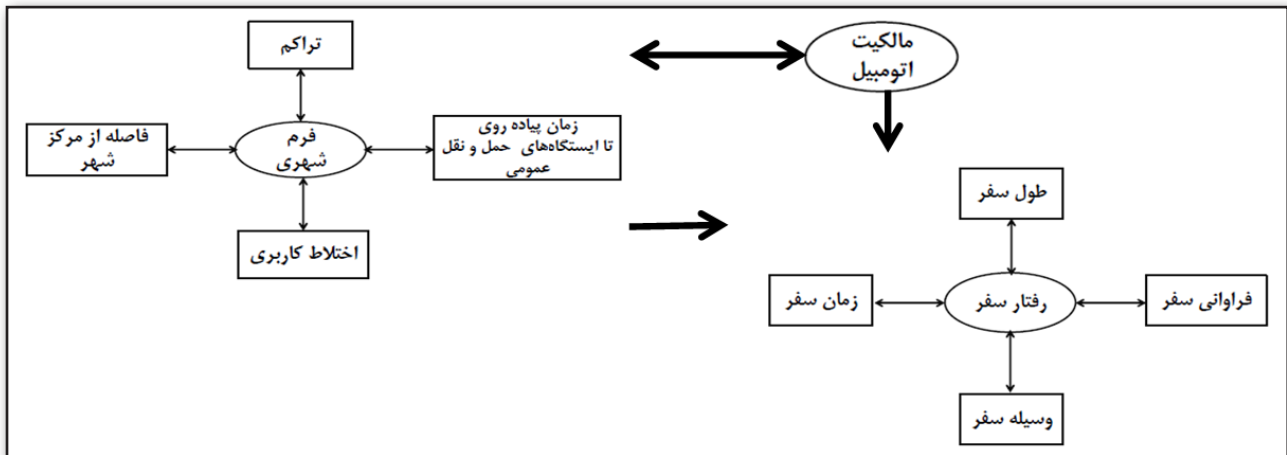 تراکم
مالکیت
اتومبیل
فاصله از مرکز
شهر
فرم
شهری
زمان پیاده روی
تا ایستگاه‌های حمل و نقل
عمومی
اختلاط کاربری
طول سفر
زمان سفر
رفتار سفر
فراوانی سفر
وسیله سفر